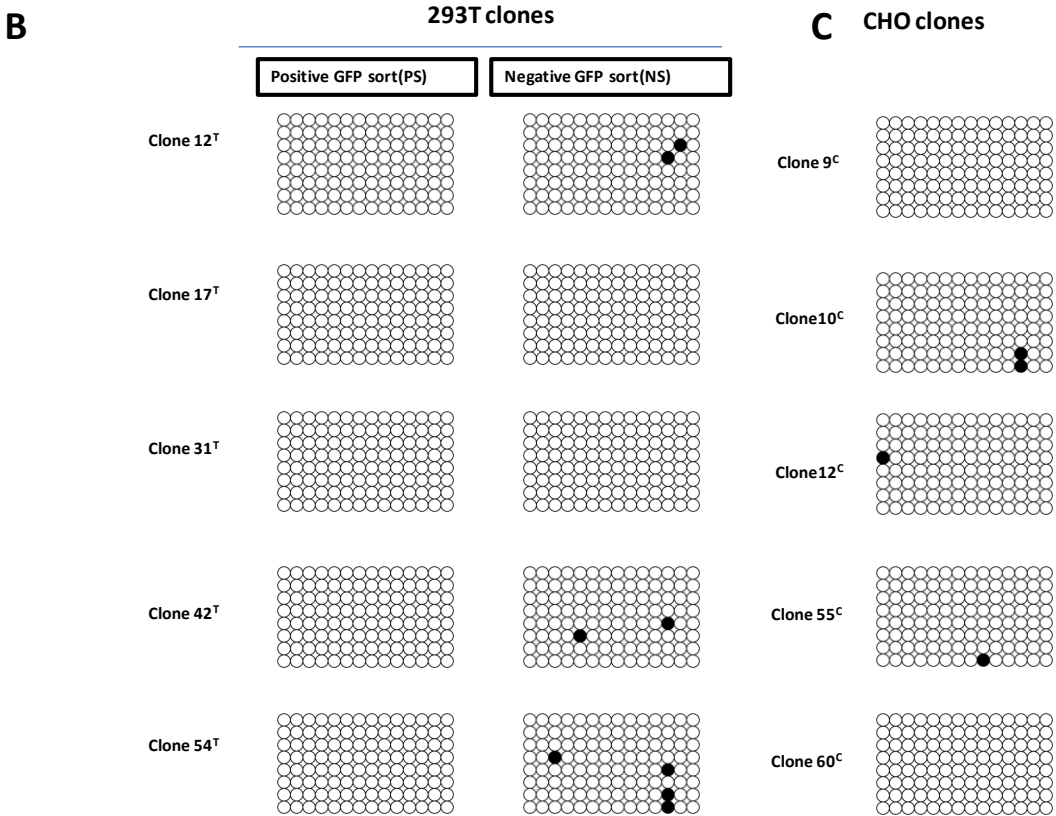 B
293T clones
C
CHO clones
Positive GFP sort(PS)
Negative GFP sort(NS)
Clone 12ᵀ
Clone 9ᶜ
Clone 17ᵀ
Clone10ᶜ
Clone 31ᵀ
Clone12ᶜ
Clone 42ᵀ
Clone 55ᶜ
Clone 54ᵀ
Clone 60ᶜ